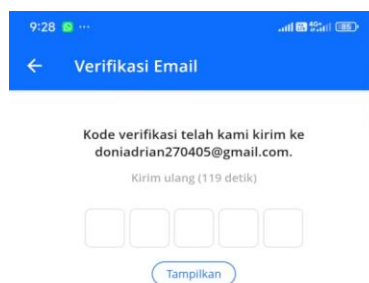 9:28
Verifikasi Email
Kode verifikasi telah kami kirim ke
doniadrian270405@gmail.com.
Kirim ulang (119 detik)
Tampilkan